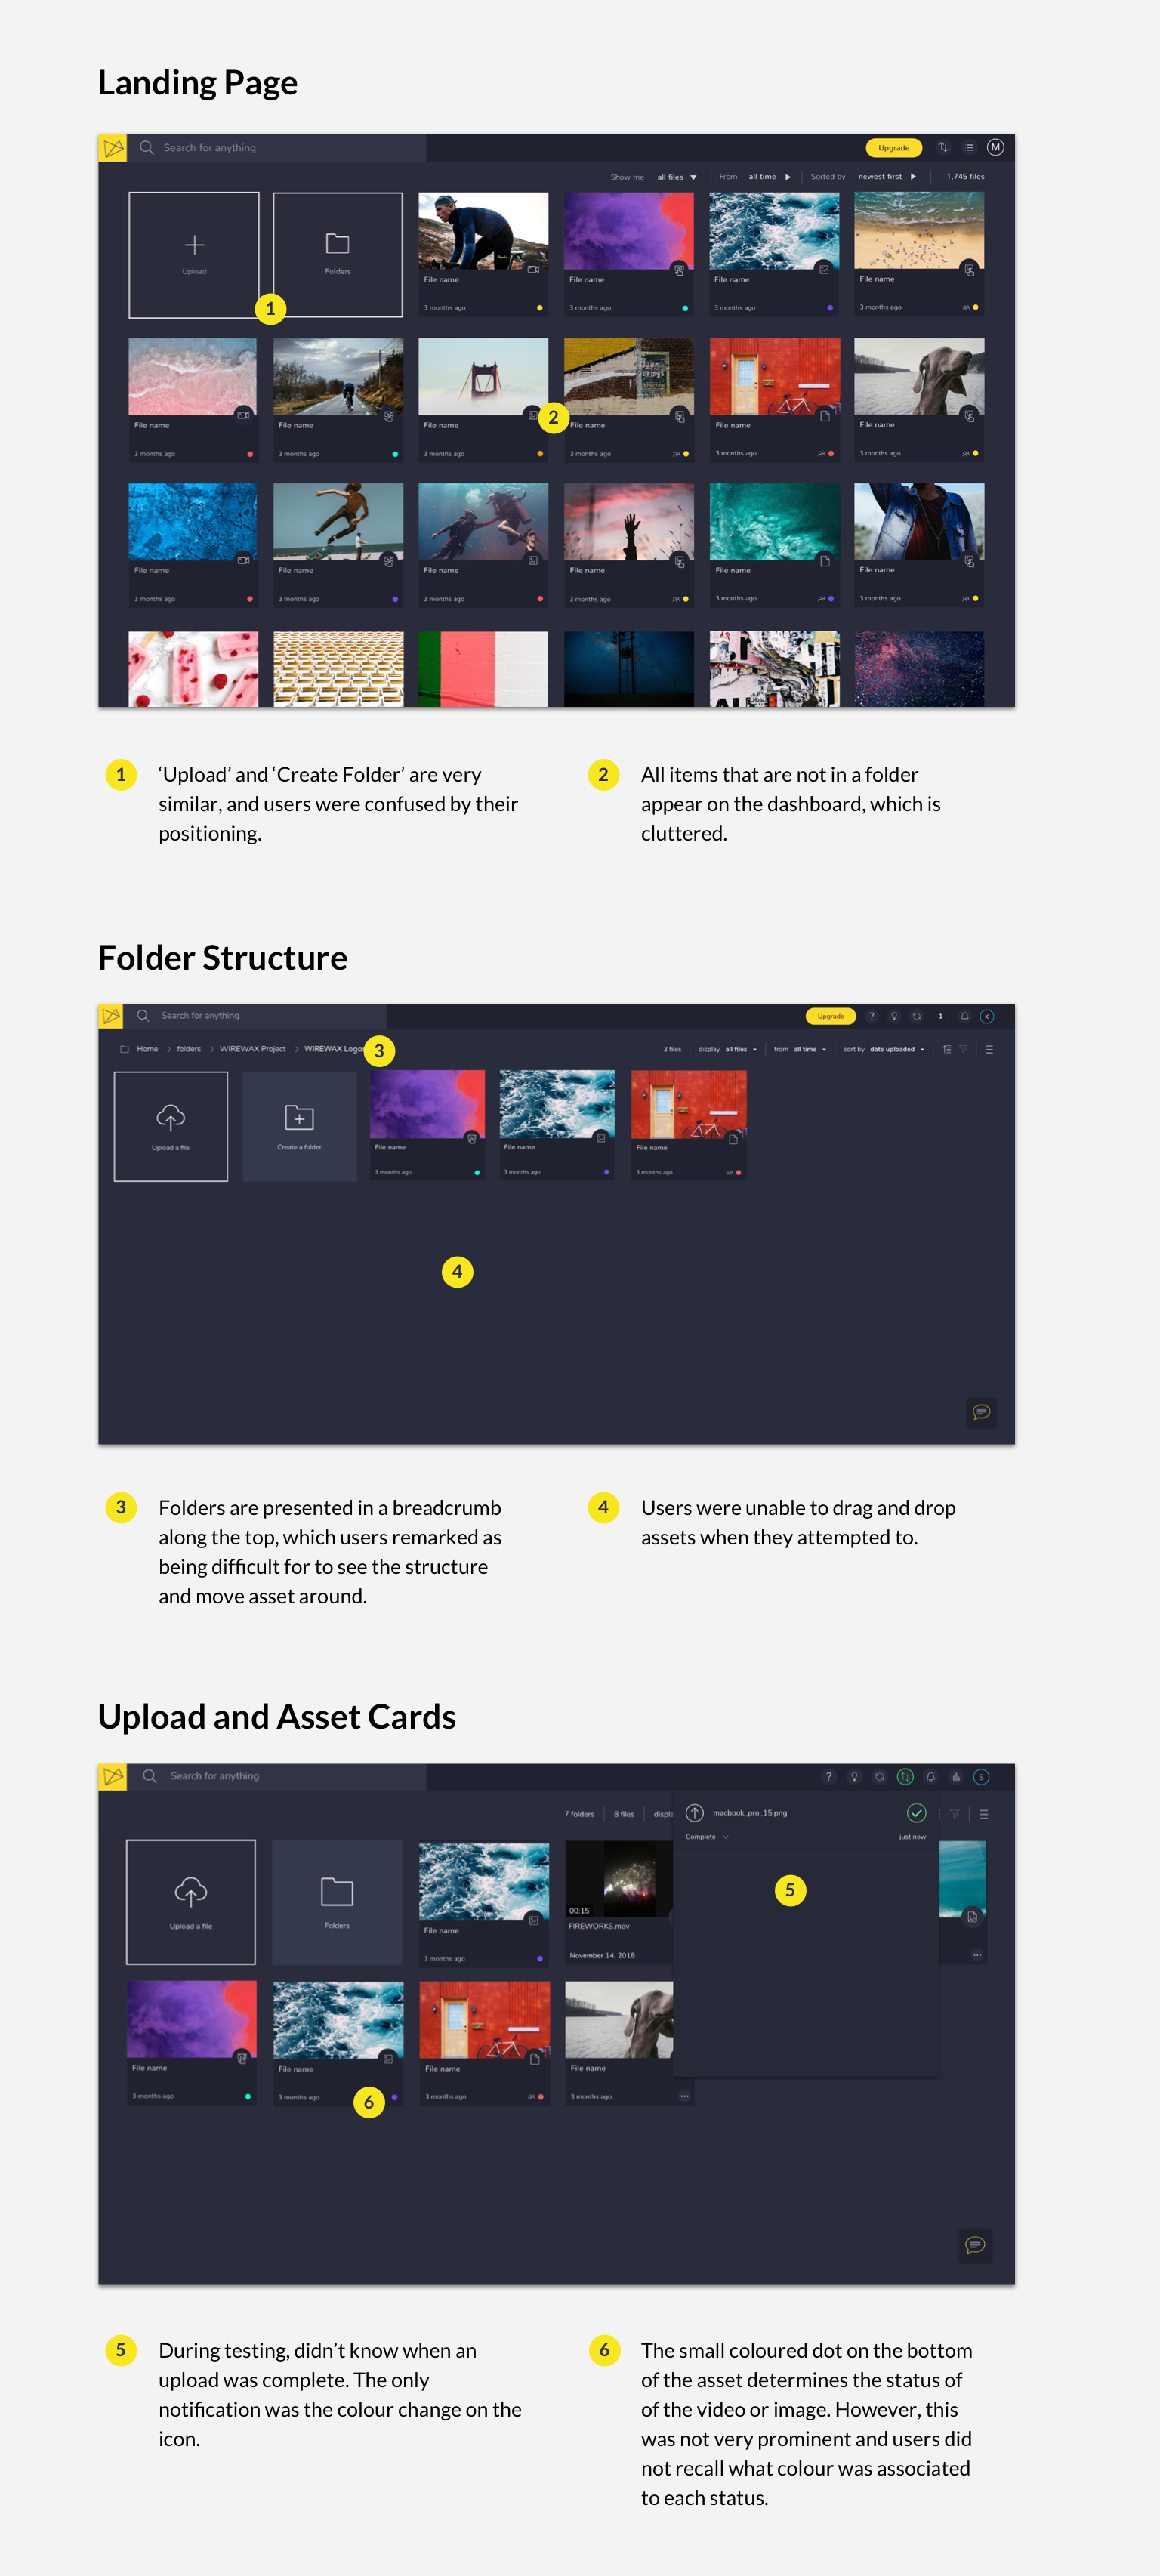 Landing Page
Search for anything
Upgrade
M
Show me all files From all time Sorted by newest first 1,745 files
Upload
Folders
File name
File name
File name
File name
3 months ago
3 months ago
3 months ago
3 months ago
1
2
File name
File name
File name
File name
File name
File name
3 months ago
3 months ago
3 months ago
3 months ago
3 months ago
3 months ago
File name
File name
File name
File name
File name
File name
3 months ago
3 months ago
3 months ago
3 months ago
3 months ago
3 months ago
1
‘Upload’ and ‘Create Folder’ are very
similar, and users were confused by their
positioning.
2
All items that are not in a folder
appear on the dashboard, which is
cluttered.
Folder Structure
Search for anything
Upgrade
?
1
K
Home > folders > WIREWAX Project > WIREWAX Logos
3
3 files display all files from all time sort by date uploaded
Upload a file
Create a folder
File name
File name
File name
3 months ago
3 months ago
3 months ago
4
3
Folders are presented in a breadcrumb
along the top, which users remarked as
being difficult for to see the structure
and move asset around.
4
Users were unable to drag and drop
assets when they attempted to.
Upload and Asset Cards
Search for anything
?
S
7 folders 8 files displa
macbook_pro_15.png
Complete
just now
Upload a file
Folders
File name
3 months ago
00:15
FIREWORKS.mov
November 14, 2018
5
File name
File name
File name
File name
3 months ago
3 months ago
3 months ago
3 months ago
6
5
During testing, didn’t know when an
upload was complete. The only
notification was the colour change on the
icon.
6
The small coloured dot on the bottom
of the asset determines the status of
of the video or image. However, this
was not very prominent and users did
not recall what colour was associated
to each status.